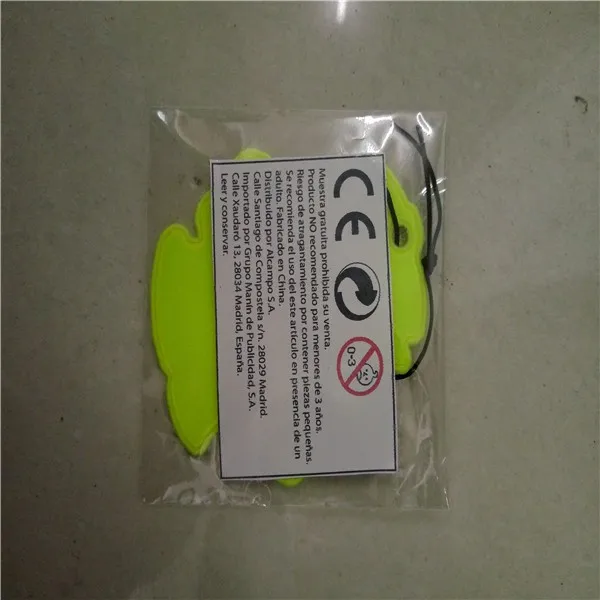 CE
0-3
Muestra gratuita prohibida su venta.
Producto NO recomendado para menores de 3 años.
Riesgo de atragantamiento por contener piezas pequeñas.
Se recomienda el uso del este artículo en presencia de un
adulto. Fabricado en China.
Distribuido por Alcampo S.A.
Calle Santiago de Compostela s/n. 28029 Madrid.
Importado por Grupo Manín de Publicidad, S.A.
Calle Xaudaró 13, 28034 Madrid, España.
Leer y conservar.